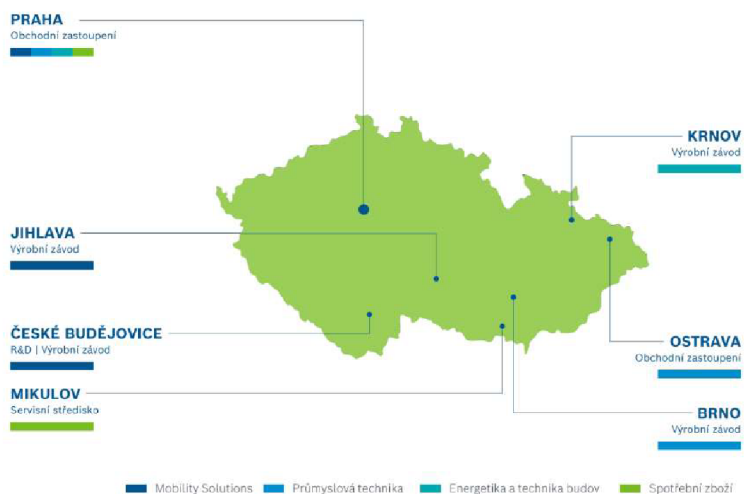 PRAHA
Obchodní zastoupení
KRNOV
Výrobní závod
JIHLAVA
Výrobní závod
ČESKÉ BUDĚJOVICE
R&D | Výrobní závod
OSTRAVA
Obchodní zastoupení
MIKULOV
Servisní středisko
BRNO
Výrobní závod
Mobility Solutions Průmyslová technika Energetika a technika budov Spotřební zboží